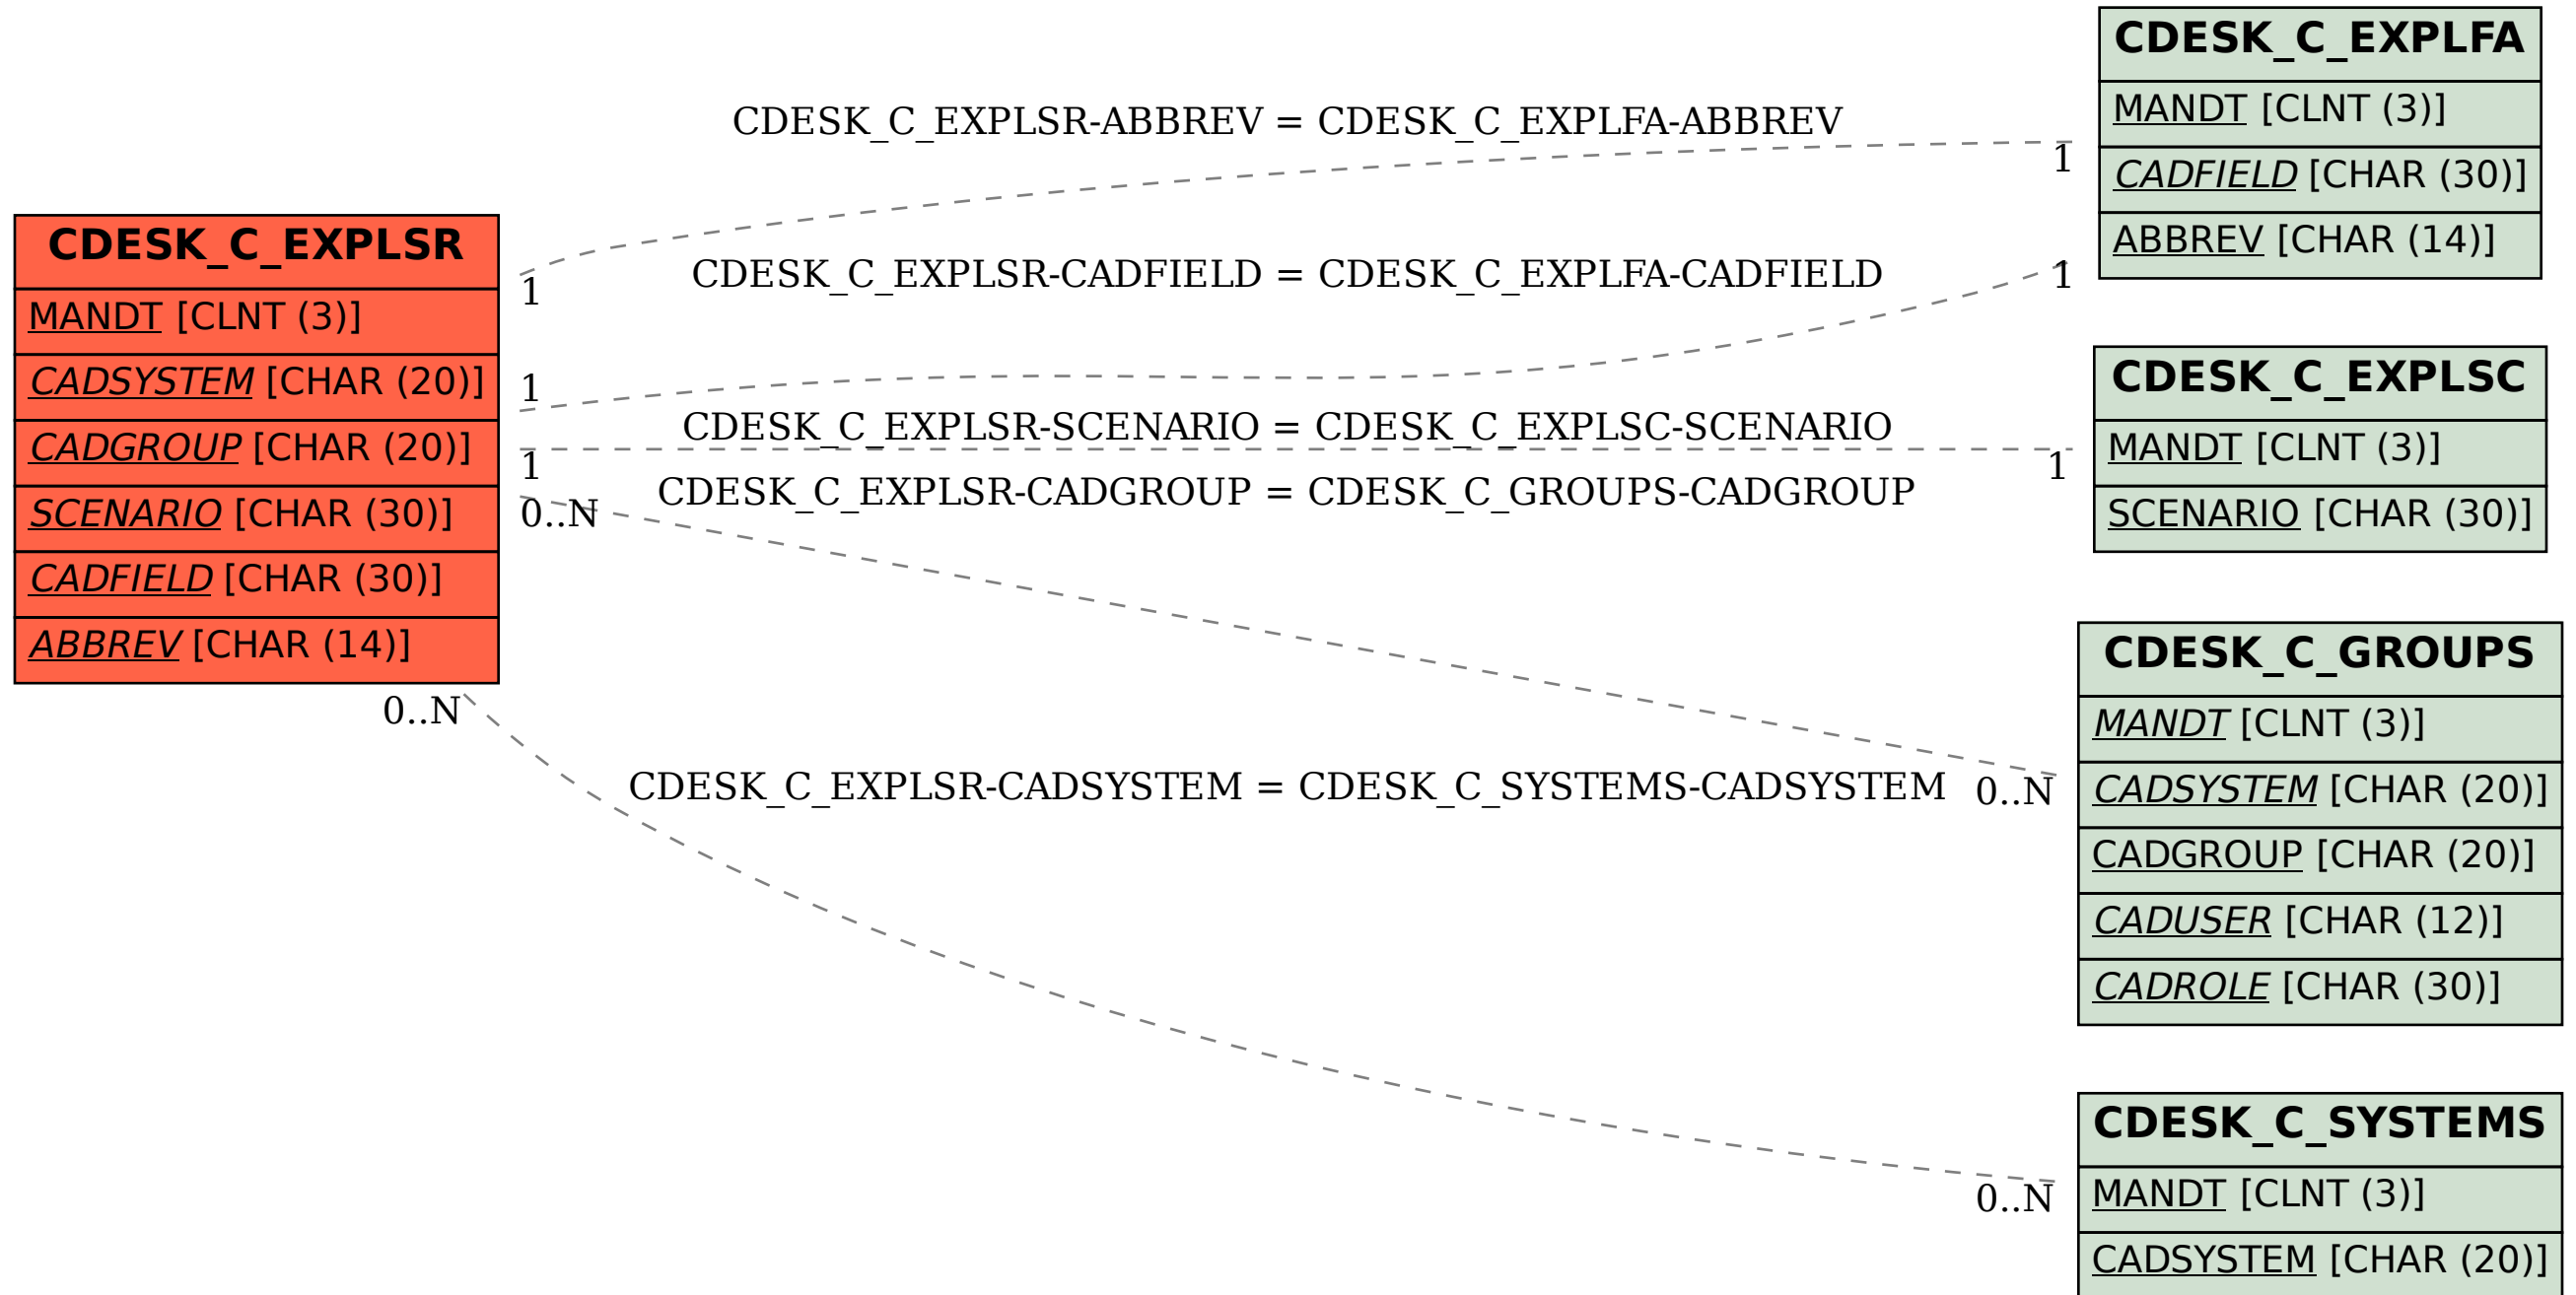 CDESK_C_EXPLSR
MANDT [CLNT (3)]
CADSYSTEM [CHAR (20)]
CADGROUP [CHAR (20)]
SCENARIO [CHAR (30)]
CADFIELD [CHAR (30)]
ABBREV [CHAR (14)]
CDESK_C_EXPLSR-ABBREV = CDESK_C_EXPLFA-ABBREV
1
1
CDESK_C_EXPLSR-CADFIELD = CDESK_C_EXPLFA-CADFIELD
1
1
CDESK_C_EXPLSR-SCENARIO = CDESK_C_EXPLSC-SCENARIO
1
1
CDESK_C_EXPLSR-CADGROUP = CDESK_C_GROUPS-CADGROUP
0..N
0..N
CDESK_C_EXPLSR-CADSYSTEM = CDESK_C_SYSTEMS-CADSYSTEM
0..N
0..N
CDESK_C_EXPLFA
MANDT [CLNT (3)]
CADFIELD [CHAR (30)]
ABBREV [CHAR (14)]
CDESK_C_EXPLSC
MANDT [CLNT (3)]
SCENARIO [CHAR (30)]
CDESK_C_GROUPS
MANDT [CLNT (3)]
CADSYSTEM [CHAR (20)]
CADGROUP [CHAR (20)]
CADUSER [CHAR (12)]
CADROLE [CHAR (30)]
CDESK_C_SYSTEMS
MANDT [CLNT (3)]
CADSYSTEM [CHAR (20)]